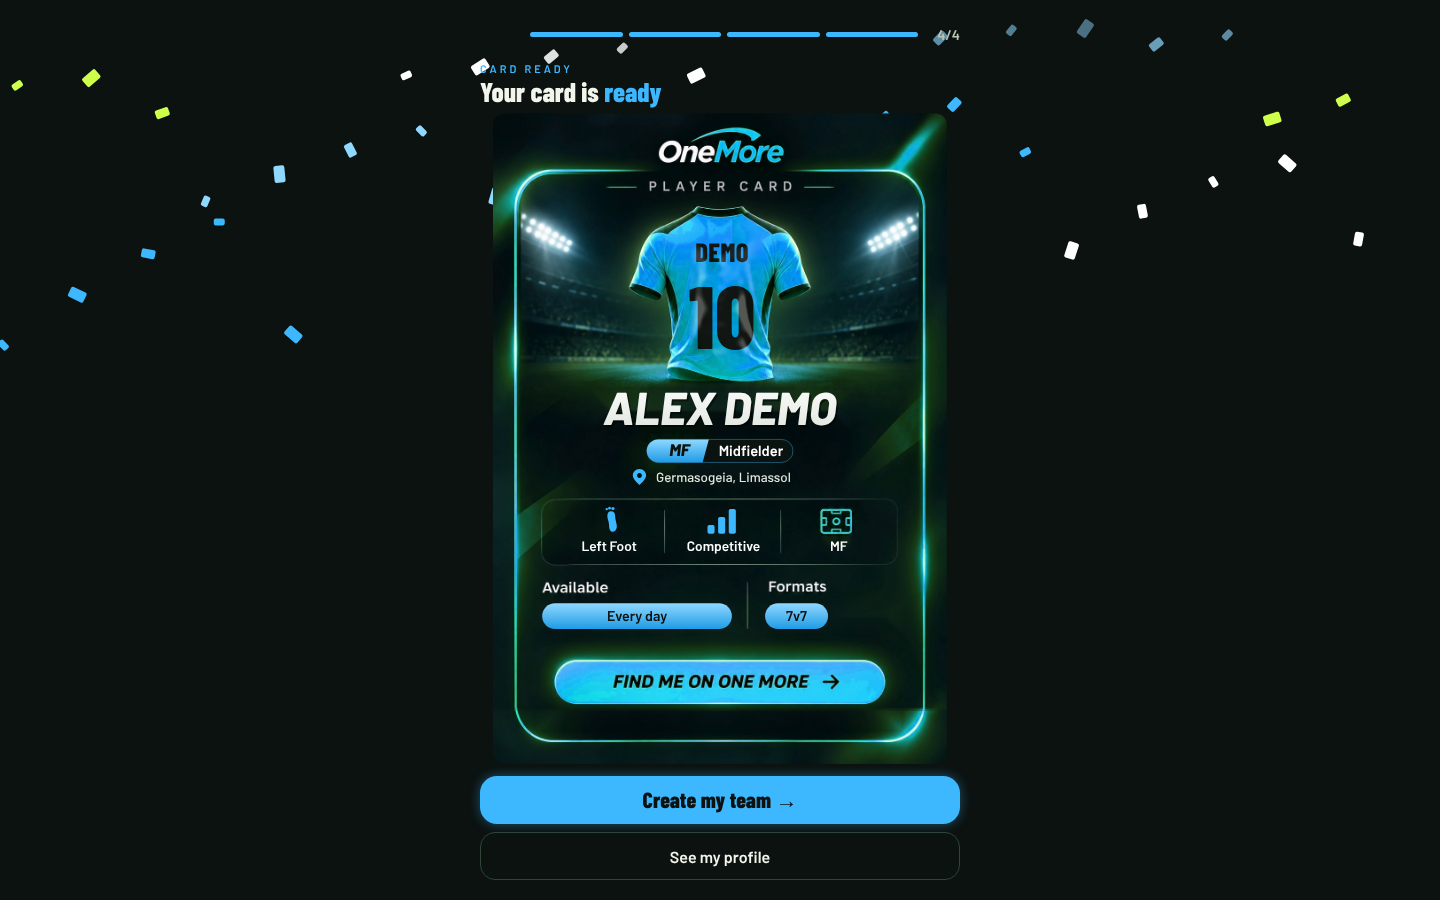 4/4
CARD READY
Your card is ready
OneMore
PLAYER CARD
DEMO
10
ALEX DEMO
MF Midfielder
Germasogeia, Limassol
Left Foot Competitive MF
Available Formats
Every day 7v7
FIND ME ON ONE MORE →
Create my team →
See my profile